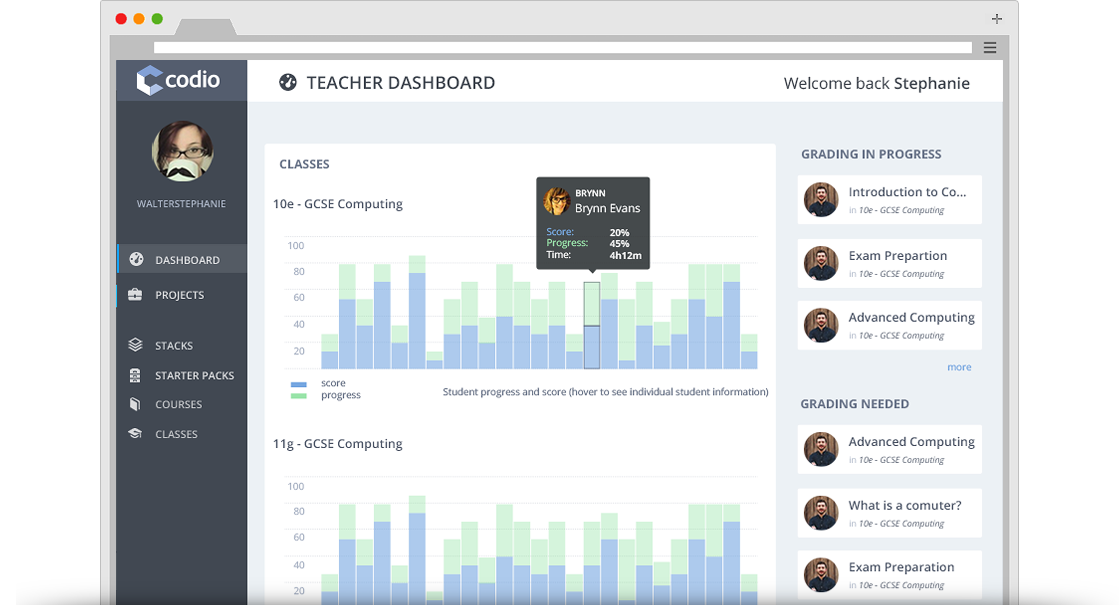 codio
TEACHER DASHBOARD
Welcome back Stephanie
WALTERSTEPHANIE
DASHBOARD
PROJECTS
STACKS
STARTER PACKS
COURSES
CLASSES
CLASSES
10e - GCSE Computing
BRYNN
Brynn Evans
Score: 20%
Progress: 45%
Time: 4h12m
100
80
60
40
20
score
progress
Student progress and score (hover to see individual student information)
11g - GCSE Computing
100
80
60
40
20
GRADING IN PROGRESS
Introduction to Co...
in 10e - GCSE Computing
Exam Prepartion
in 10e - GCSE Computing
Advanced Computing
in 10e - GCSE Computing
more
GRADING NEEDED
Advanced Computing
in 10e - GCSE Computing
What is a comuter?
in 10e - GCSE Computing
Exam Preparation
in 10e - GCSE Computing